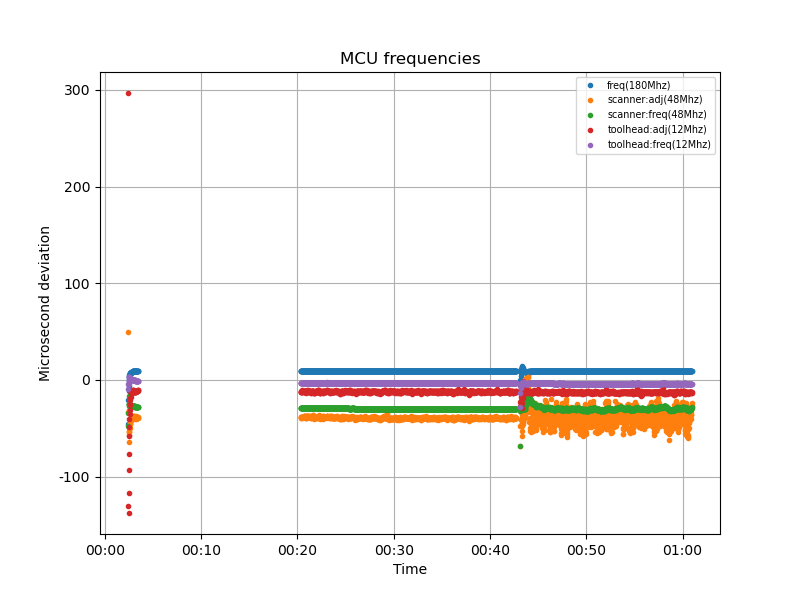 MCU frequencies
300
200
100
0
-100
Microsecond deviation
freq(180Mhz)
scanner:adj(48Mhz)
scanner:freq(48Mhz)
toolhead:adj(12Mhz)
toolhead:freq(12Mhz)
00:00 00:10 00:20 00:30 00:40 00:50 01:00
Time